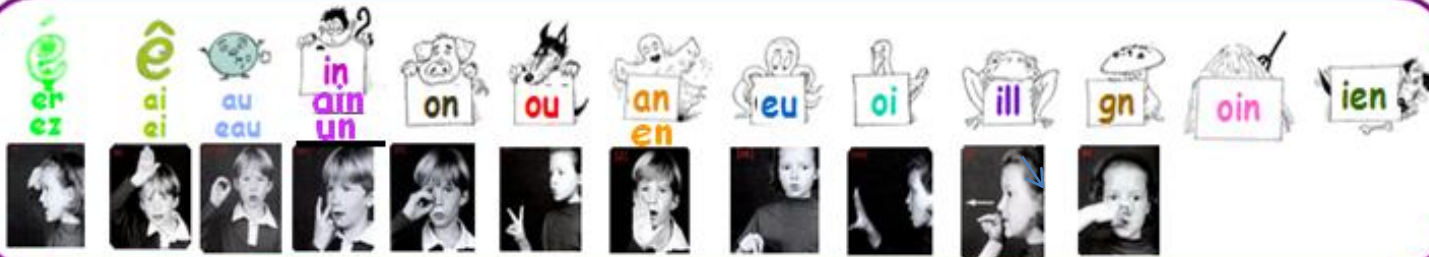 é ê
er ai au in on ou an eu oi ill gn oin ien
ez ei eau ain en
un